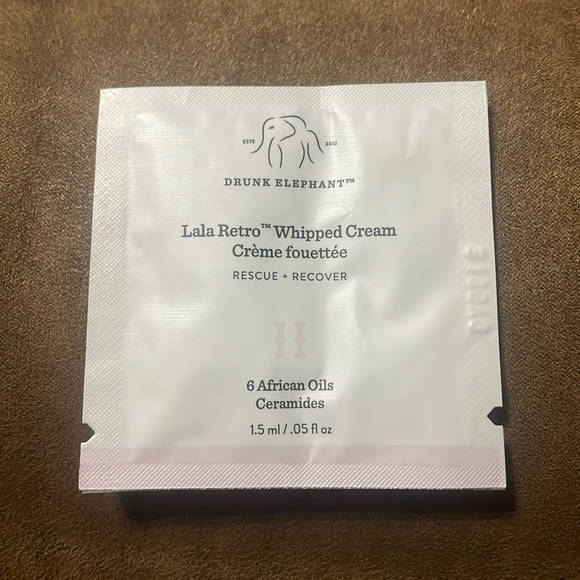 ESTD 2012
DRUNK ELEPHANT™
Lala Retro™ Whipped Cream
Crème fouettée
RESCUE + RECOVER
6 African Oils
Ceramides
1.5 ml / .05 fl oz